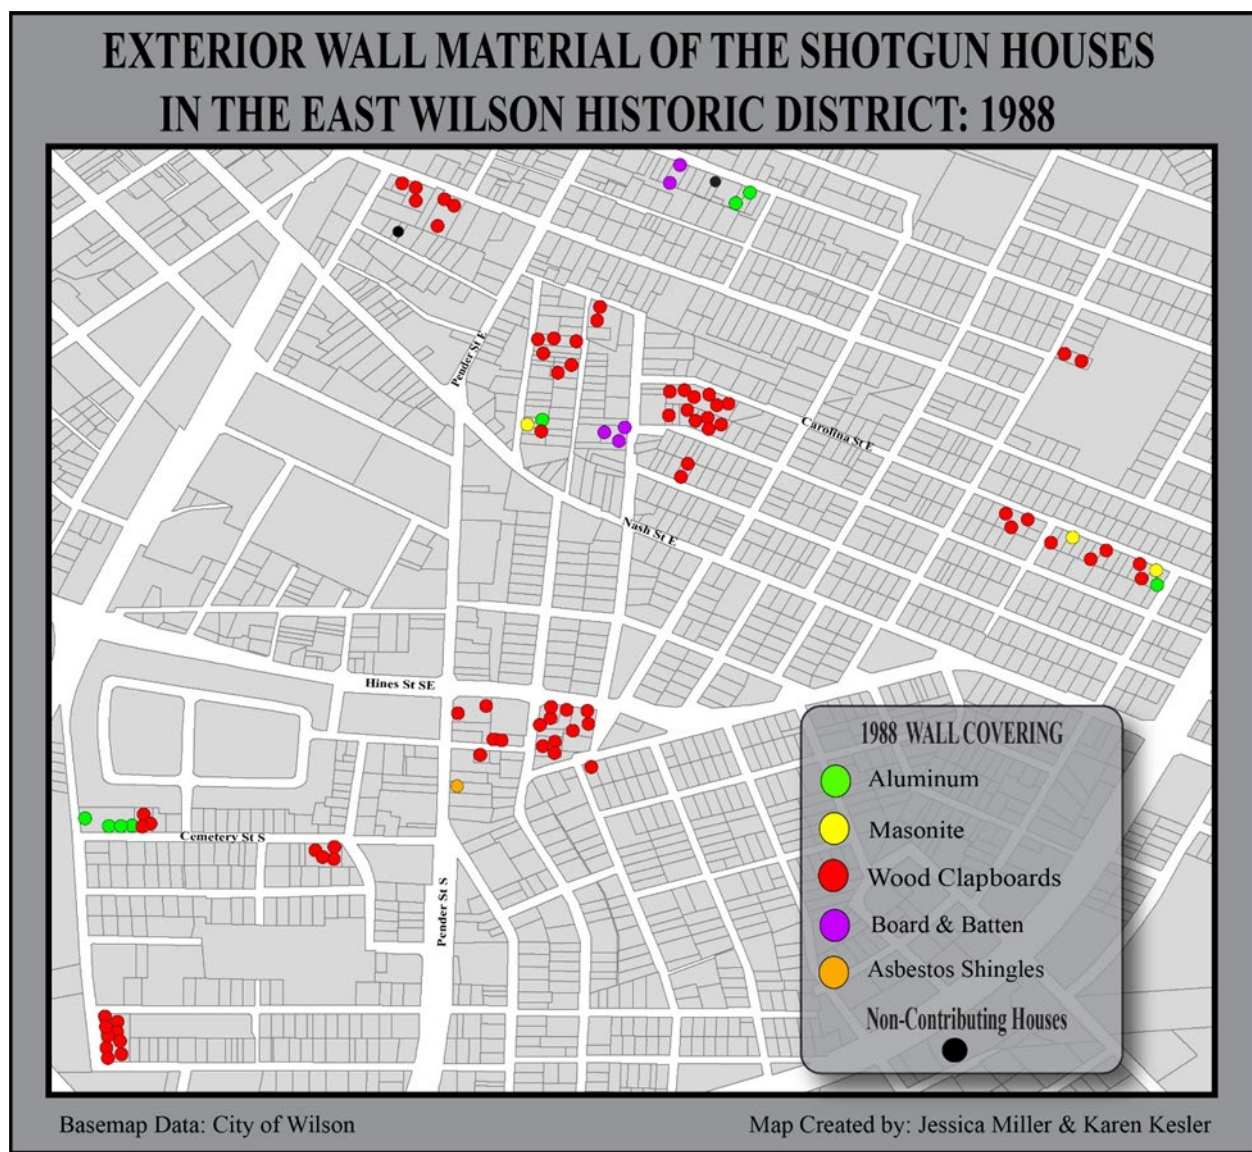 EXTERIOR WALL MATERIAL OF THE SHOTGUN HOUSES
IN THE EAST WILSON HISTORIC DISTRICT: 1988
Pender St E
Carolina St E
Nash St E
Hines St SE
Cemetery St S
Pender St S
1988 WALL COVERING
Aluminum
Masonite
Wood Clapboards
Board & Batten
Asbestos Shingles
Non-Contributing Houses
Basemap Data: City of Wilson
Map Created by: Jessica Miller & Karen Kesler